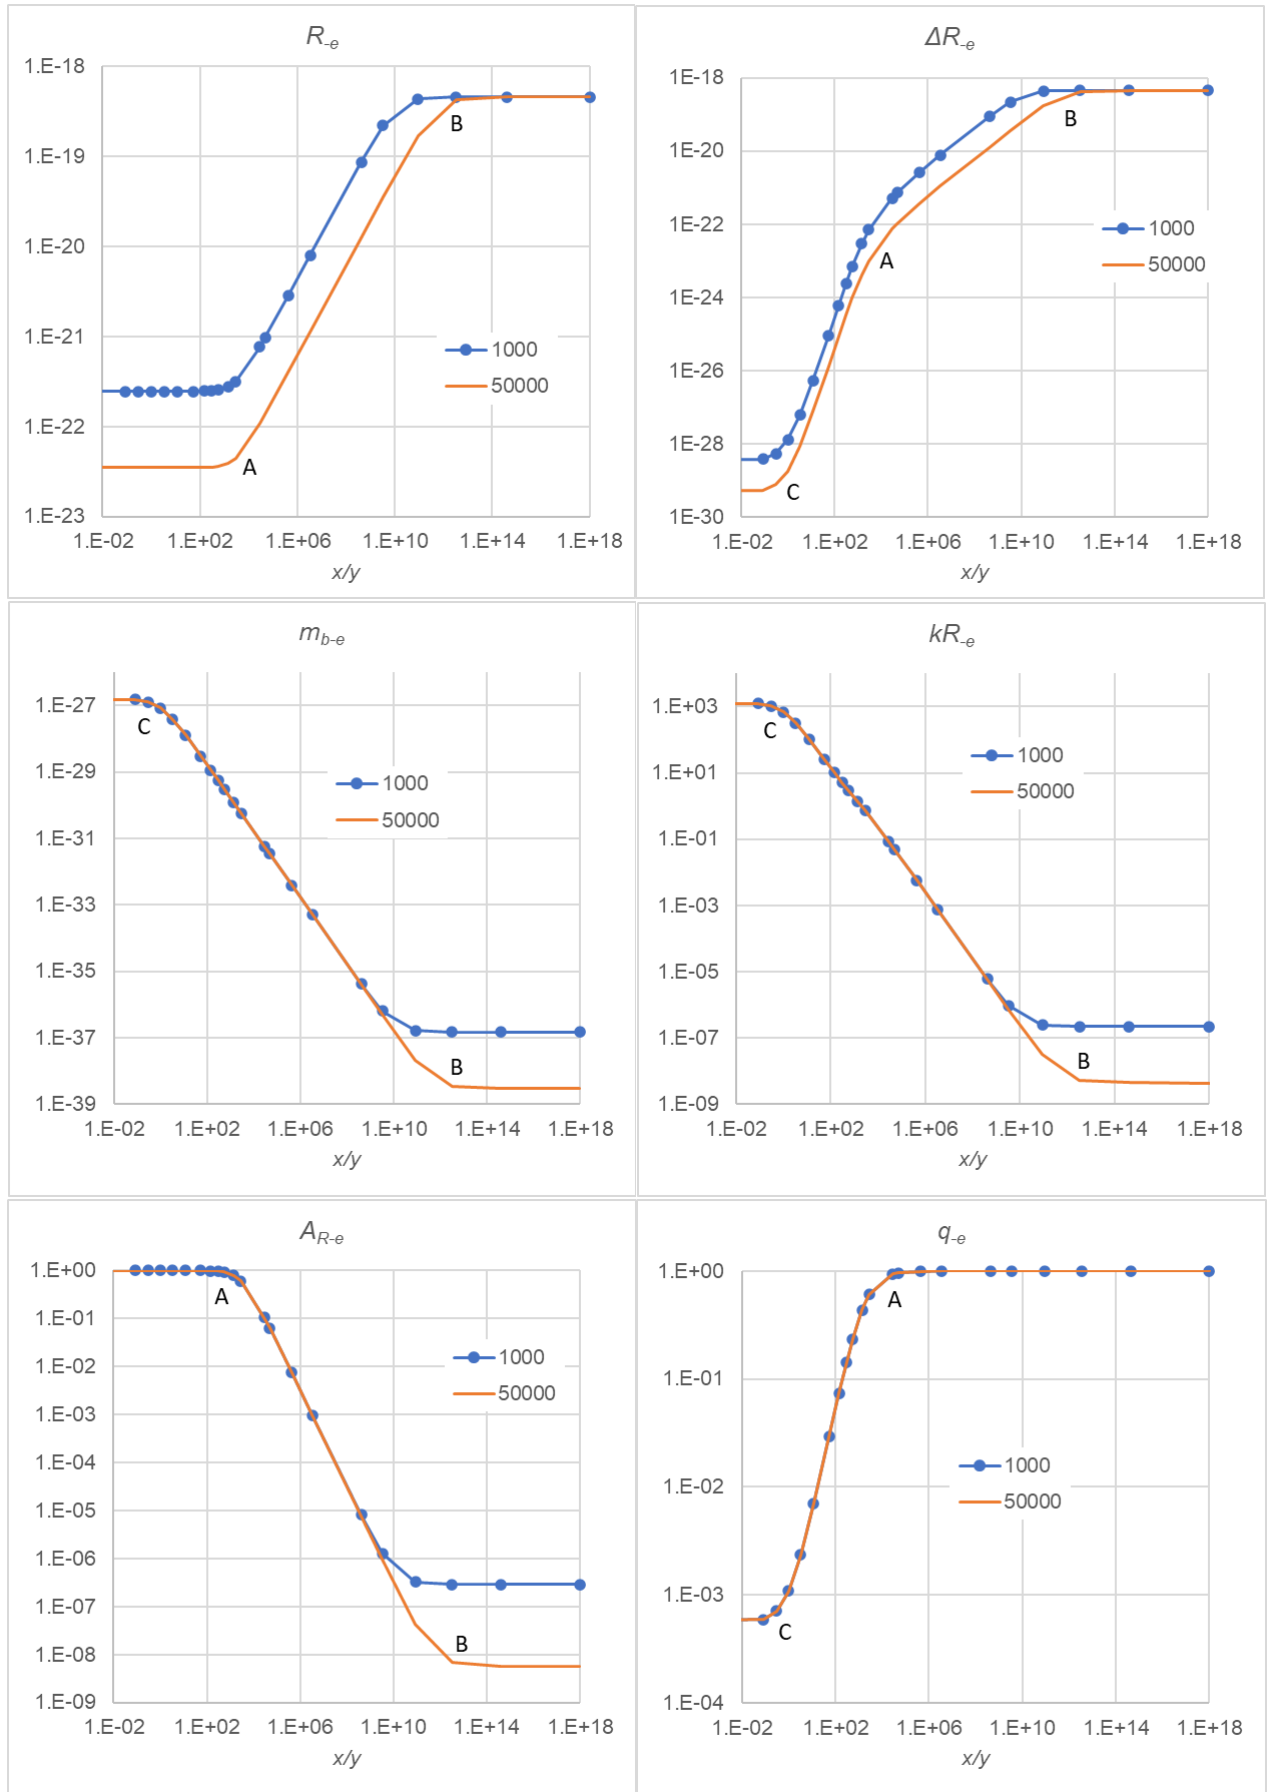 R-e
1.E-18
1.E-19
1.E-20
1.E-21
1.E-22
1.E-23
B
A
1000
50000
1.E-02 1.E+02 1.E+06 1.E+10 1.E+14 1.E+18
x/y
ΔR-e
1E-18
1E-20
1E-22
1E-24
1E-26
1E-28
1E-30
B
A
C
1000
50000
1.E-02 1.E+02 1.E+06 1.E+10 1.E+14 1.E+18
x/y
mb-e
1.E-27
1.E-29
1.E-31
1.E-33
1.E-35
1.E-37
1.E-39
C
B
1000
50000
1.E-02 1.E+02 1.E+06 1.E+10 1.E+14 1.E+18
x/y
kR-e
1.E+03
1.E+01
1.E-01
1.E-03
1.E-05
1.E-07
1.E-09
C
B
1000
50000
1.E-02 1.E+02 1.E+06 1.E+10 1.E+14 1.E+18
x/y
AR-e
1.E+00
1.E-01
1.E-02
1.E-03
1.E-04
1.E-05
1.E-06
1.E-07
1.E-08
1.E-09
A
B
1000
50000
1.E-02 1.E+02 1.E+06 1.E+10 1.E+14 1.E+18
x/y
q-e
1.E+00
1.E-01
1.E-02
1.E-03
1.E-04
A
C
1000
50000
1.E-02 1.E+02 1.E+06 1.E+10 1.E+14 1.E+18
x/y